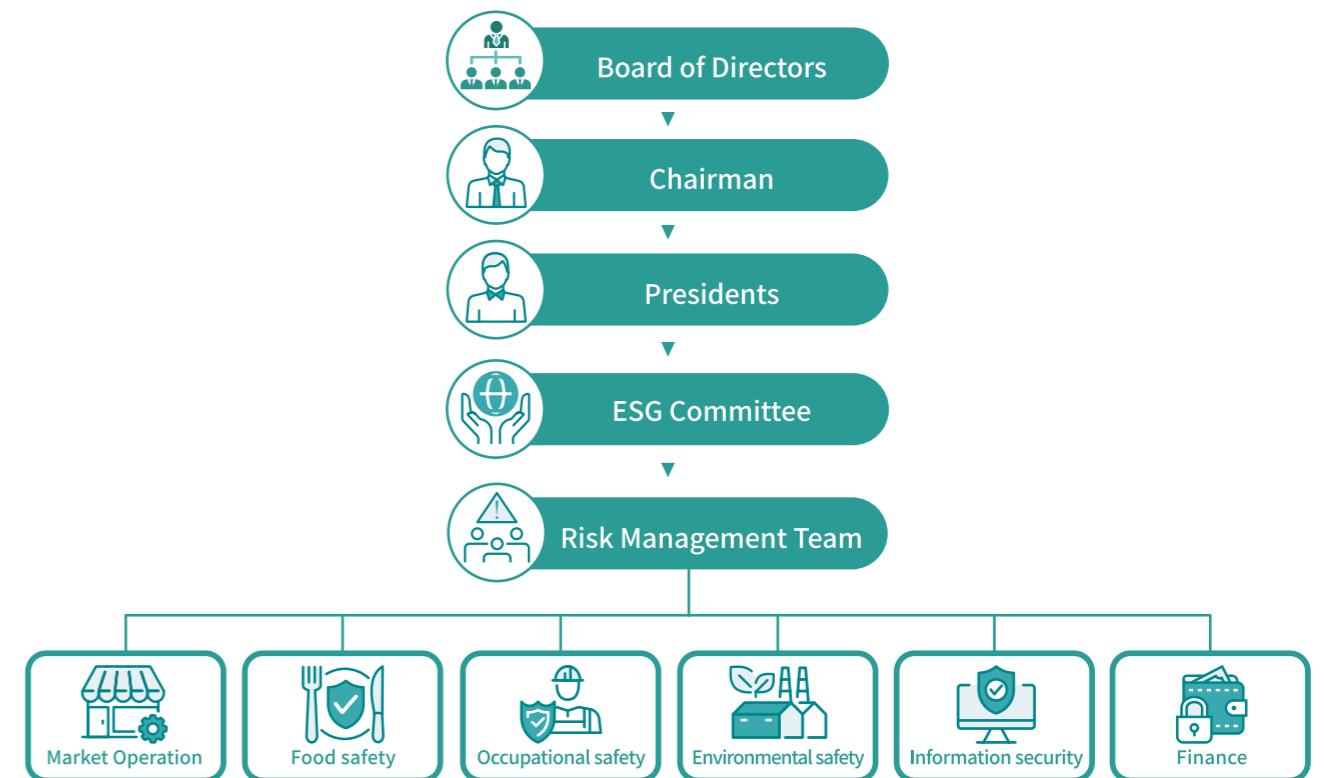 Board of Directors
Chairman
Presidents
ESG Committee
Risk Management Team
Market Operation
Food safety
Occupational safety
Environmental safety
Information security
Finance